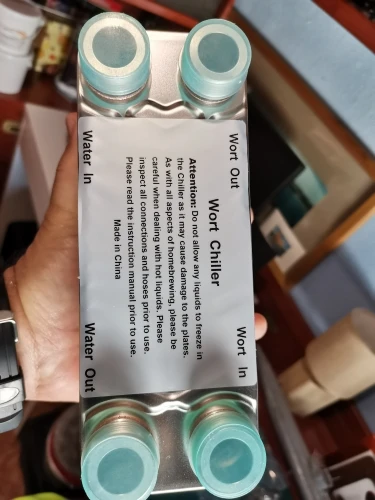 Wort Out
Wort In
Wort Chiller
Attention: Do not allow any liquids to freeze in
the Chiller as it may cause damage to the plates.
As with all aspects of homebrewing, please be
careful when dealing with hot liquids. Please
inspect all connections and hoses prior to use.
Please read the instruction manual prior to use.
Made in China
Water In
Water Out